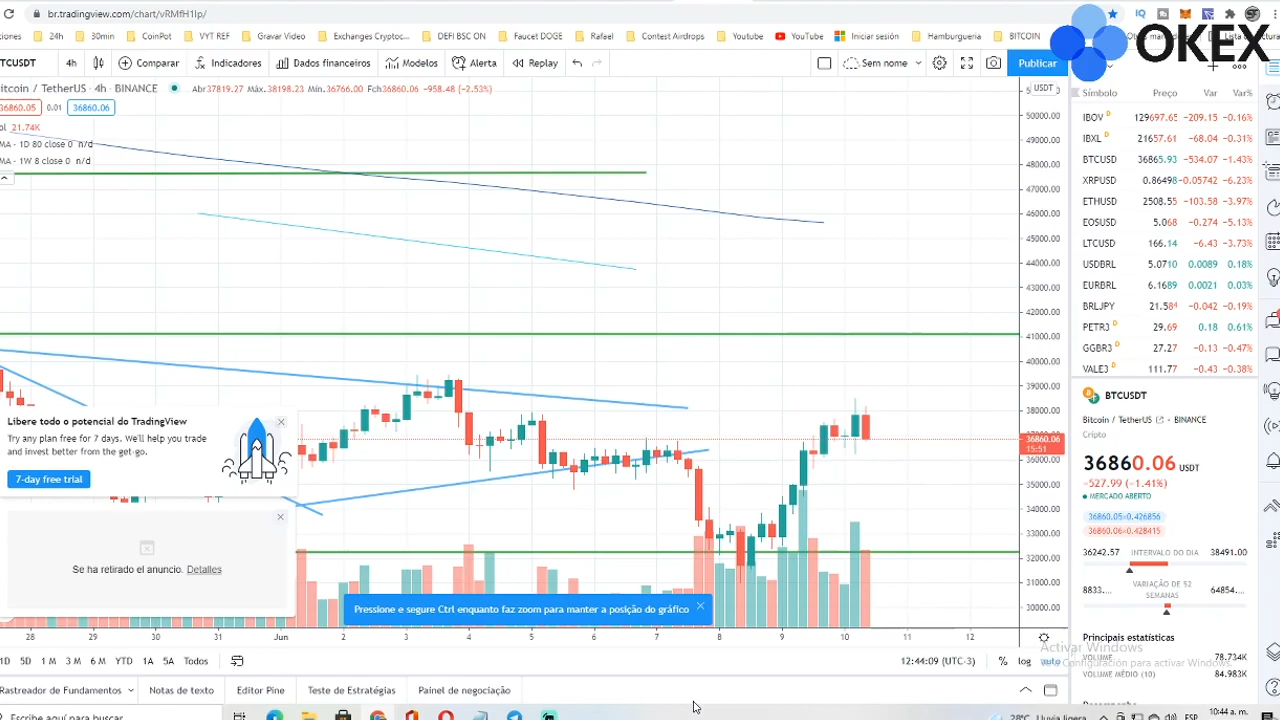 br.tradingview.com/chart/vRMfH1lp/
ciones 24h 30min CoinPot VYT REF Gravar Video Exchanges Cryptoc... DEFI BSC OII Faucet DOGE Rafael Contest Airdrops Youtube YouTube Iniciar sesión Hamburgueria BITCOIN
OKEX
TCUSDT 4h Comparar Indicadores Dados financeiros Modelos Alerta Replay Sem nome Publicar
itcoin / TetherUS · 4h · BINANCE Abr37819.27 Máx.38198.23 Mín.36766.00 Fch36860.06 −958.48 (−2.53%)
36860.05 0.01 36860.06
ol 21.74K
MA - 1D 80 close 0 n/d
MA - 1W 8 close 0 n/d
USDT
50000.00
49000.00
48000.00
47000.00
46000.00
45000.00
44000.00
43000.00
42000.00
41000.00
40000.00
39000.00
38000.00
36860.06
15:51
36000.00
35000.00
34000.00
33000.00
32000.00
31000.00
30000.00
Libere todo o potencial do TradingView
Try any plan free for 7 days. We'll help you trade
and invest better from the get-go.
7-day free trial
Se ha retirado el anuncio. Detalles
Pressione e segure Ctrl enquanto faz zoom para manter a posição do gráfico
28 29 30 31 Jun 2 3 4 5 6 7 8 9 10 11 12
1D 5D 1M 3M 6M YTD 1A 5A Todos 12:44:09 (UTC-3) % log auto
Rastreador de Fundamentos Notas de texto Editor Pine Teste de Estratégias Painel de negociação
Símbolo Preço Var Var%
IBOV D 129697.65 −209.15 −0.16%
IBXL D 21657.61 −68.04 −0.31%
BTCUSD 36865.93 −534.07 −1.43%
XRPUSD 0.86498 −0.05742 −6.23%
ETHUSD 2508.55 −103.58 −3.97%
EOSUSD 5.068 −0.274 −5.13%
LTCUSD 166.14 −6.43 −3.73%
USDBRL 5.0710 0.0089 0.18%
EURBRL 6.1689 0.0021 0.03%
BRLJPY 21.584 −0.042 −0.19%
PETR3 D 29.69 0.18 0.61%
GGBR3 D 27.27 −0.13 −0.47%
VALE3 D 111.77 −0.43 −0.38%
BTCUSDT
Bitcoin / TetherUS · BINANCE
Cripto
36860.06 USDT
−527.99 (−1.41%)
MERCADO ABERTO
36860.05×0.426856
36860.06×0.428415
36242.57 INTERVALO DO DIA 38491.00
8833.... VARIAÇÃO DE 52 SEMANAS 64854....
Principais estatísticas
Activar Windows
VOLUME 78.734K
Configuración para activar Windows.
VOLUME MÉDIO (10) 84.983K
Escribe aquí para buscar 28°C Lluvia ligera ESP 10:44 a. m.